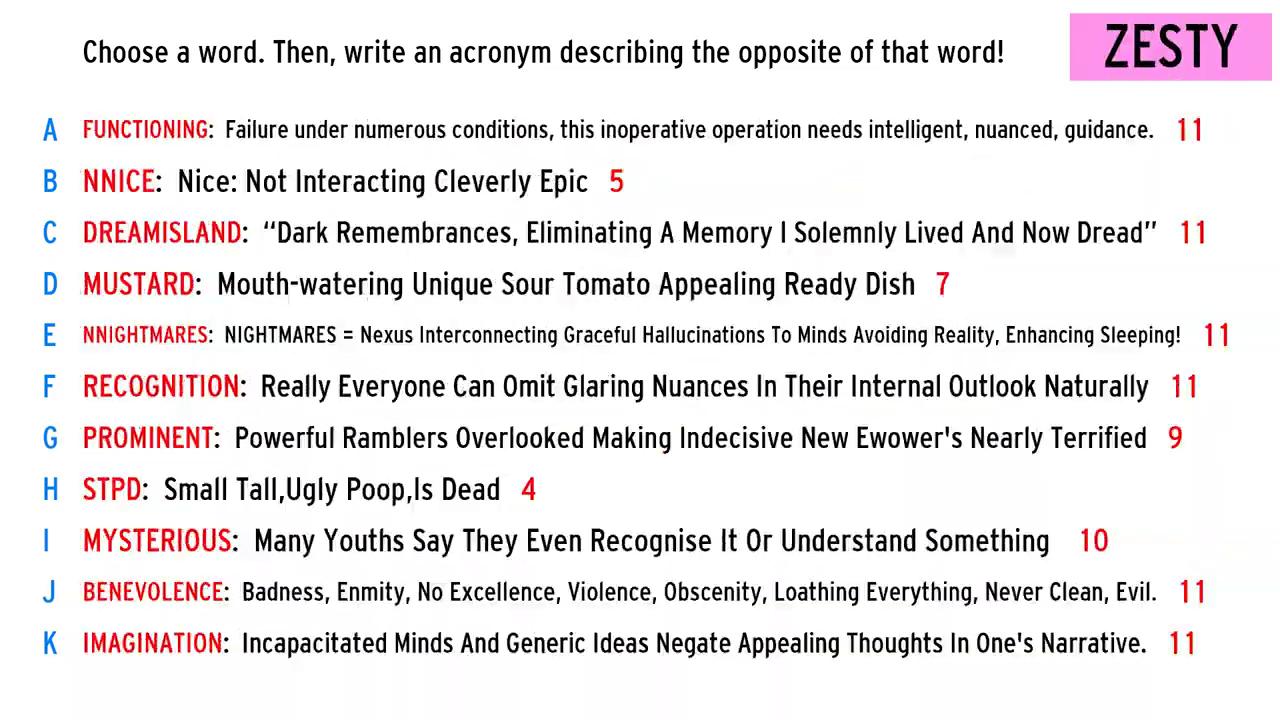 Choose a word. Then, write an acronym describing the opposite of that word!
ZESTY
A FUNCTIONING: Failure under numerous conditions, this inoperative operation needs intelligent, nuanced, guidance. 11
B NNICE: Nice: Not Interacting Cleverly Epic 5
C DREAMISLAND: “Dark Remembrances, Eliminating A Memory I Solemnly Lived And Now Dread” 11
D MUSTARD: Mouth-watering Unique Sour Tomato Appealing Ready Dish 7
E NNIGHTMARES: NIGHTMARES = Nexus Interconnecting Graceful Hallucinations To Minds Avoiding Reality, Enhancing Sleeping! 11
F RECOGNITION: Really Everyone Can Omit Glaring Nuances In Their Internal Outlook Naturally 11
G PROMINENT: Powerful Ramblers Overlooked Making Indecisive New Ewower's Nearly Terrified 9
H STPD: Small Tall,Ugly Poop,Is Dead 4
I MYSTERIOUS: Many Youths Say They Even Recognise It Or Understand Something 10
J BENEVOLENCE: Badness, Enmity, No Excellence, Violence, Obscenity, Loathing Everything, Never Clean, Evil. 11
K IMAGINATION: Incapacitated Minds And Generic Ideas Negate Appealing Thoughts In One's Narrative. 11